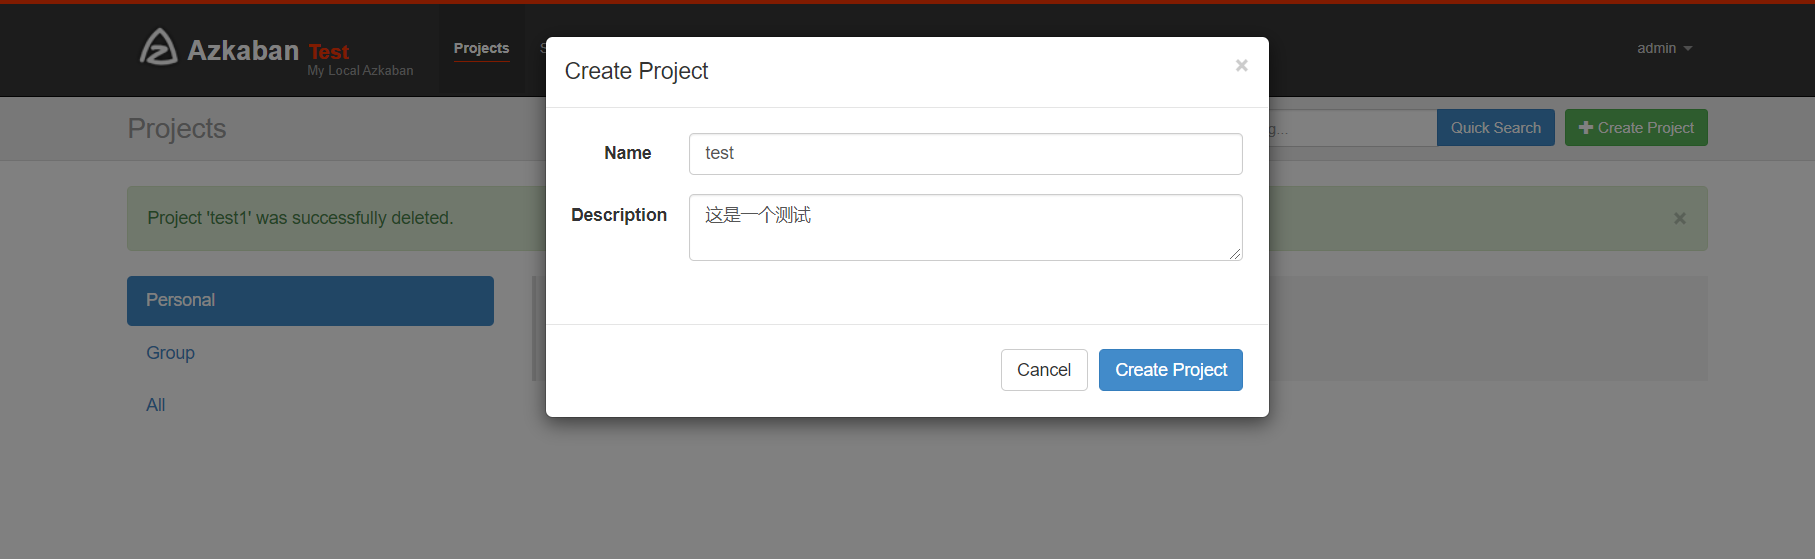 Azkaban Test
My Local Azkaban
Projects
admin
Create Project
×
Projects
Quick Search
Create Project
Name
test
Project 'test1' was successfully deleted.
×
Description
这是一个测试
Personal
Group
All
Cancel
Create Project